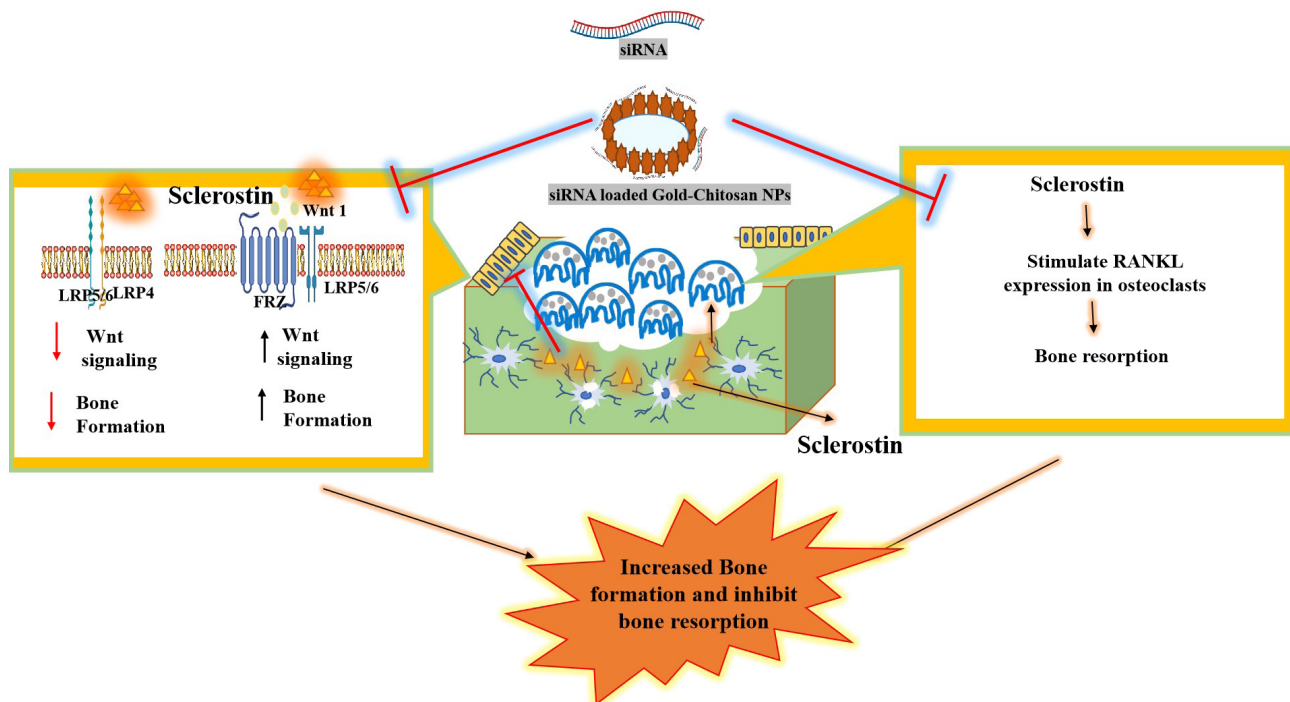 siRNA
siRNA loaded Gold-Chitosan NPs
Sclerostin
Wnt 1
LRP5/6
LRP4
FRZ
LRP5/6
Wnt
signaling
Bone
Formation
Wnt
signaling
Bone
Formation
Sclerostin
Sclerostin
Stimulate RANKL
expression in osteoclasts
Bone resorption
Increased Bone
formation and inhibit
bone resorption